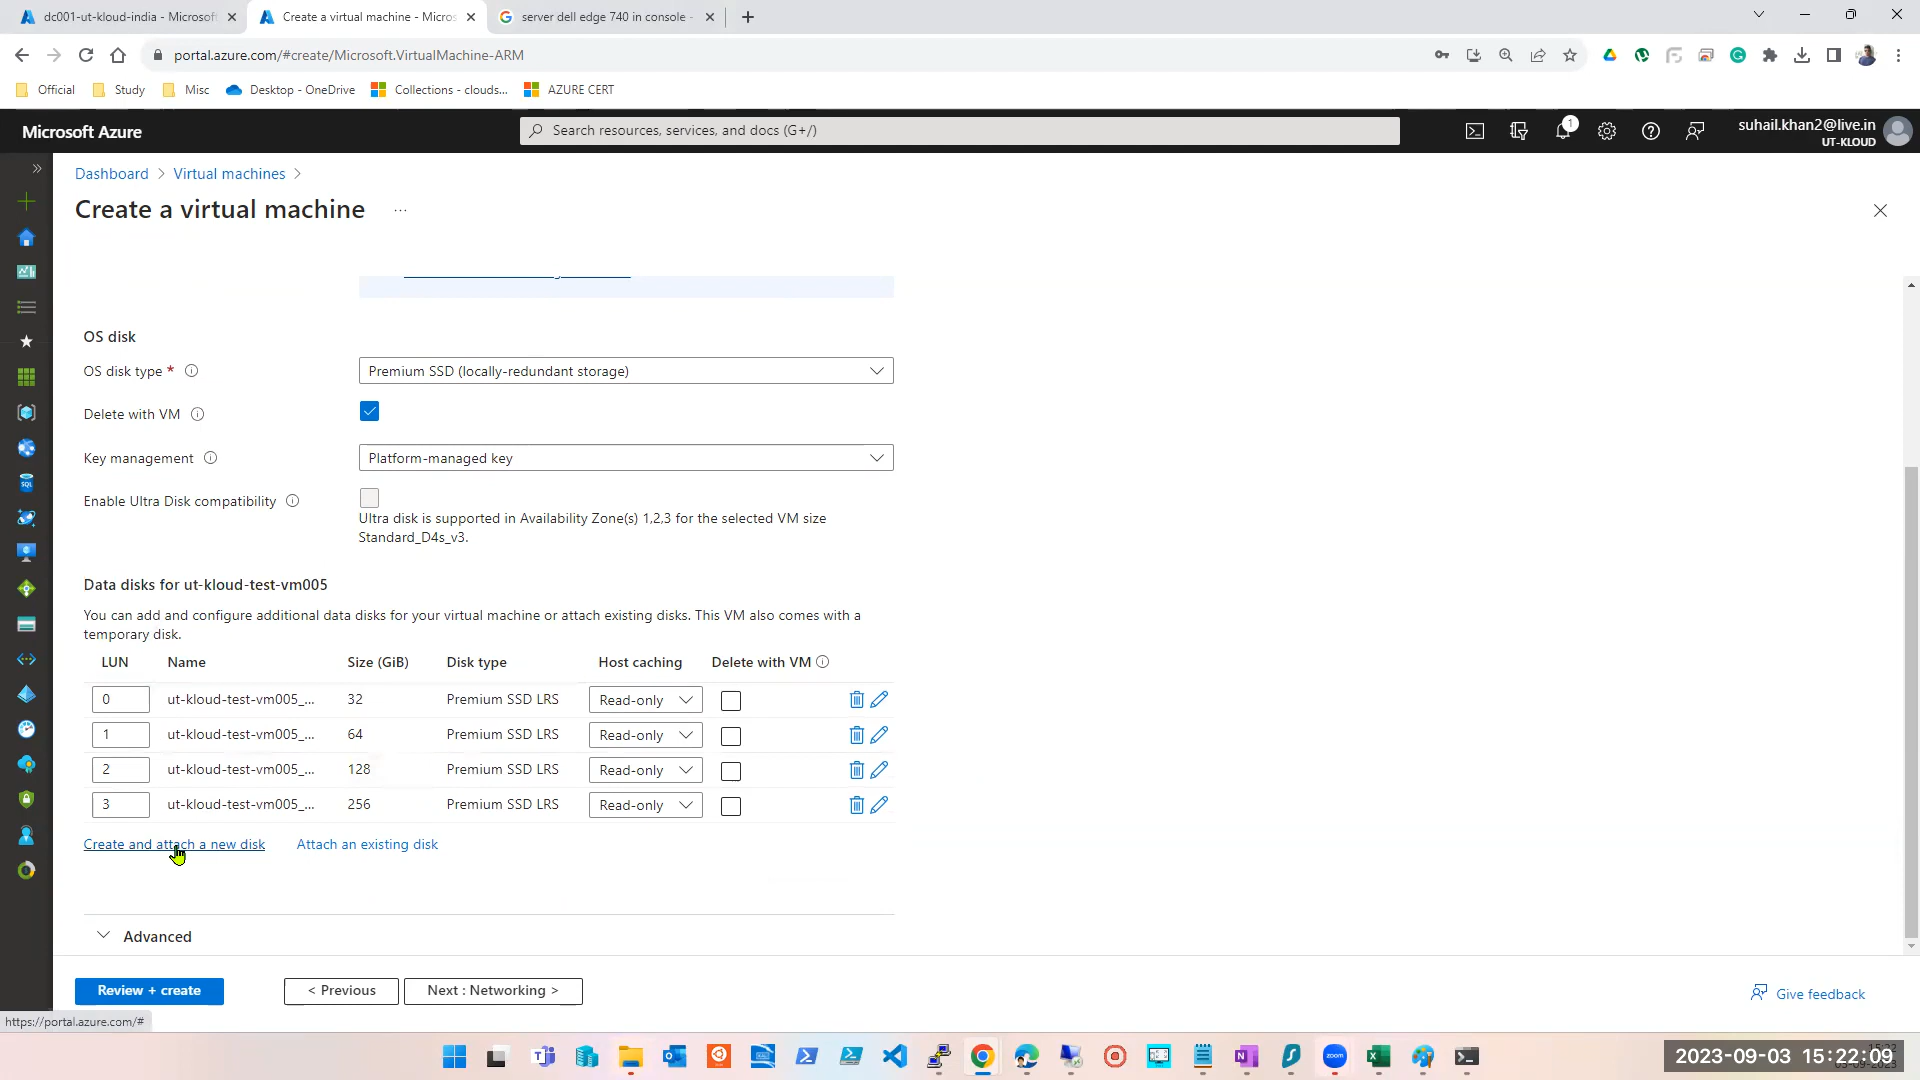 dc001-ut-kloud-india - Microsoft
Create a virtual machine - Micros
server dell edge 740 in console -
portal.azure.com/#create/Microsoft.VirtualMachine-ARM
Official
Study
Misc
Desktop - OneDrive
Collections - clouds...
AZURE CERT
Microsoft Azure
Search resources, services, and docs (G+/)
1
suhail.khan2@live.in
UT-KLOUD
Dashboard > Virtual machines >
Create a virtual machine ...
OS disk
OS disk type *
Premium SSD (locally-redundant storage)
Delete with VM
Key management
Platform-managed key
Enable Ultra Disk compatibility
Ultra disk is supported in Availability Zone(s) 1,2,3 for the selected VM size
Standard_D4s_v3.
Data disks for ut-kloud-test-vm005
You can add and configure additional data disks for your virtual machine or attach existing disks. This VM also comes with a
temporary disk.
LUN Name Size (GiB) Disk type Host caching Delete with VM
0 ut-kloud-test-vm005_... 32 Premium SSD LRS Read-only
1 ut-kloud-test-vm005_... 64 Premium SSD LRS Read-only
2 ut-kloud-test-vm005_... 128 Premium SSD LRS Read-only
3 ut-kloud-test-vm005_... 256 Premium SSD LRS Read-only
Create and attach a new disk Attach an existing disk
Advanced
Review + create
< Previous
Next : Networking >
Give feedback
https://portal.azure.com/#
2023-09-03 15:22:09